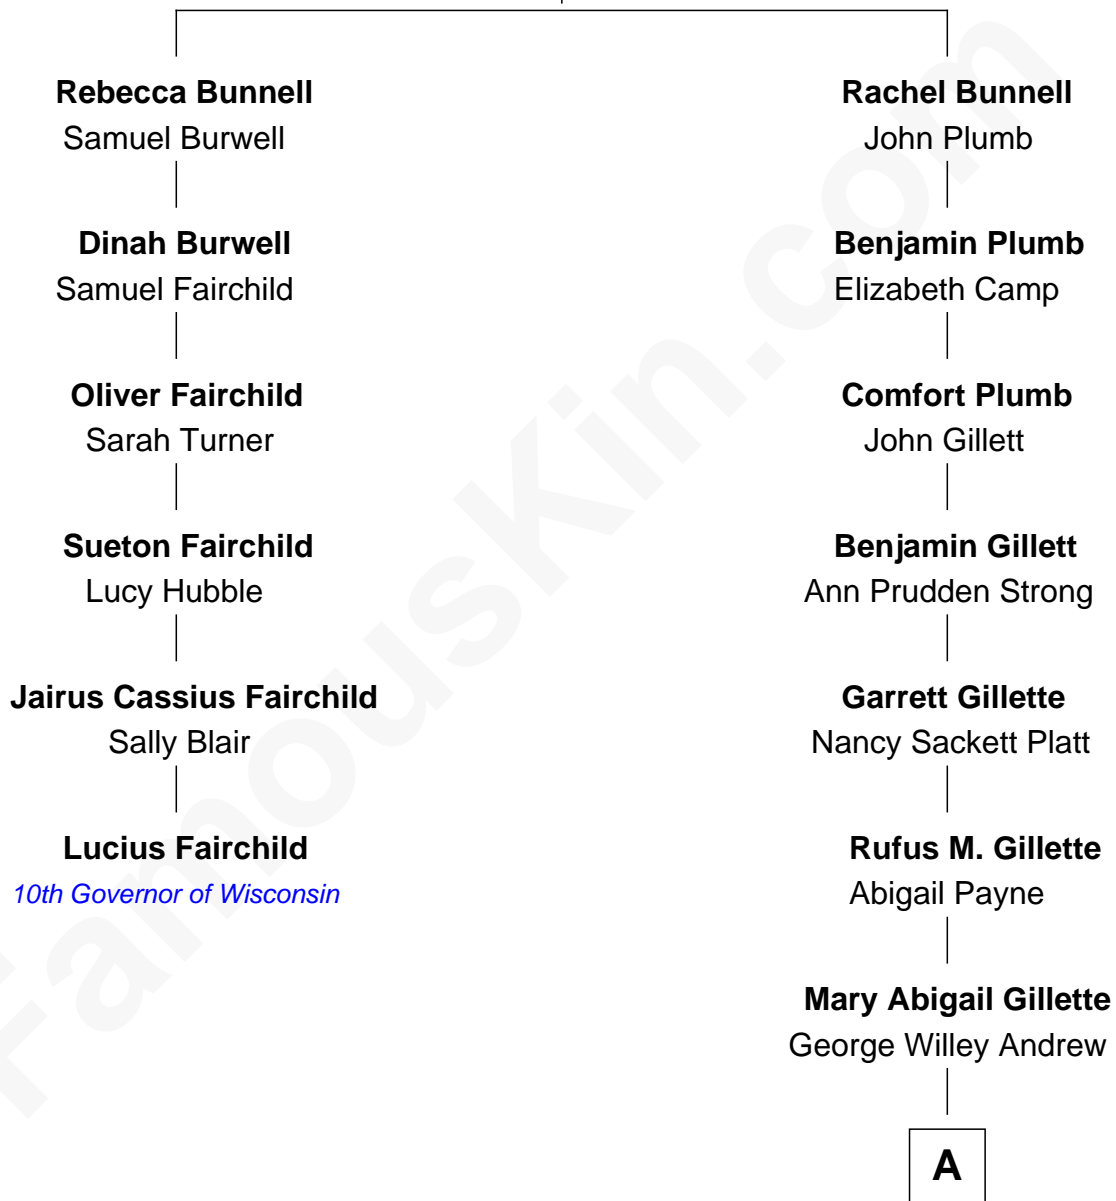 Rebecca Bunnell
Samuel Burwell
Dinah Burwell
Samuel Fairchild
Oliver Fairchild
Sarah Turner
Sueton Fairchild
Lucy Hubble
Jairus Cassius Fairchild
Sally Blair
Lucius Fairchild
10th Governor of Wisconsin
Rachel Bunnell
John Plumb
Benjamin Plumb
Elizabeth Camp
Comfort Plumb
John Gillett
Benjamin Gillett
Ann Prudden Strong
Garrett Gillette
Nancy Sackett Platt
Rufus M. Gillette
Abigail Payne
Mary Abigail Gillette
George Willey Andrew
A
FamousKin.com